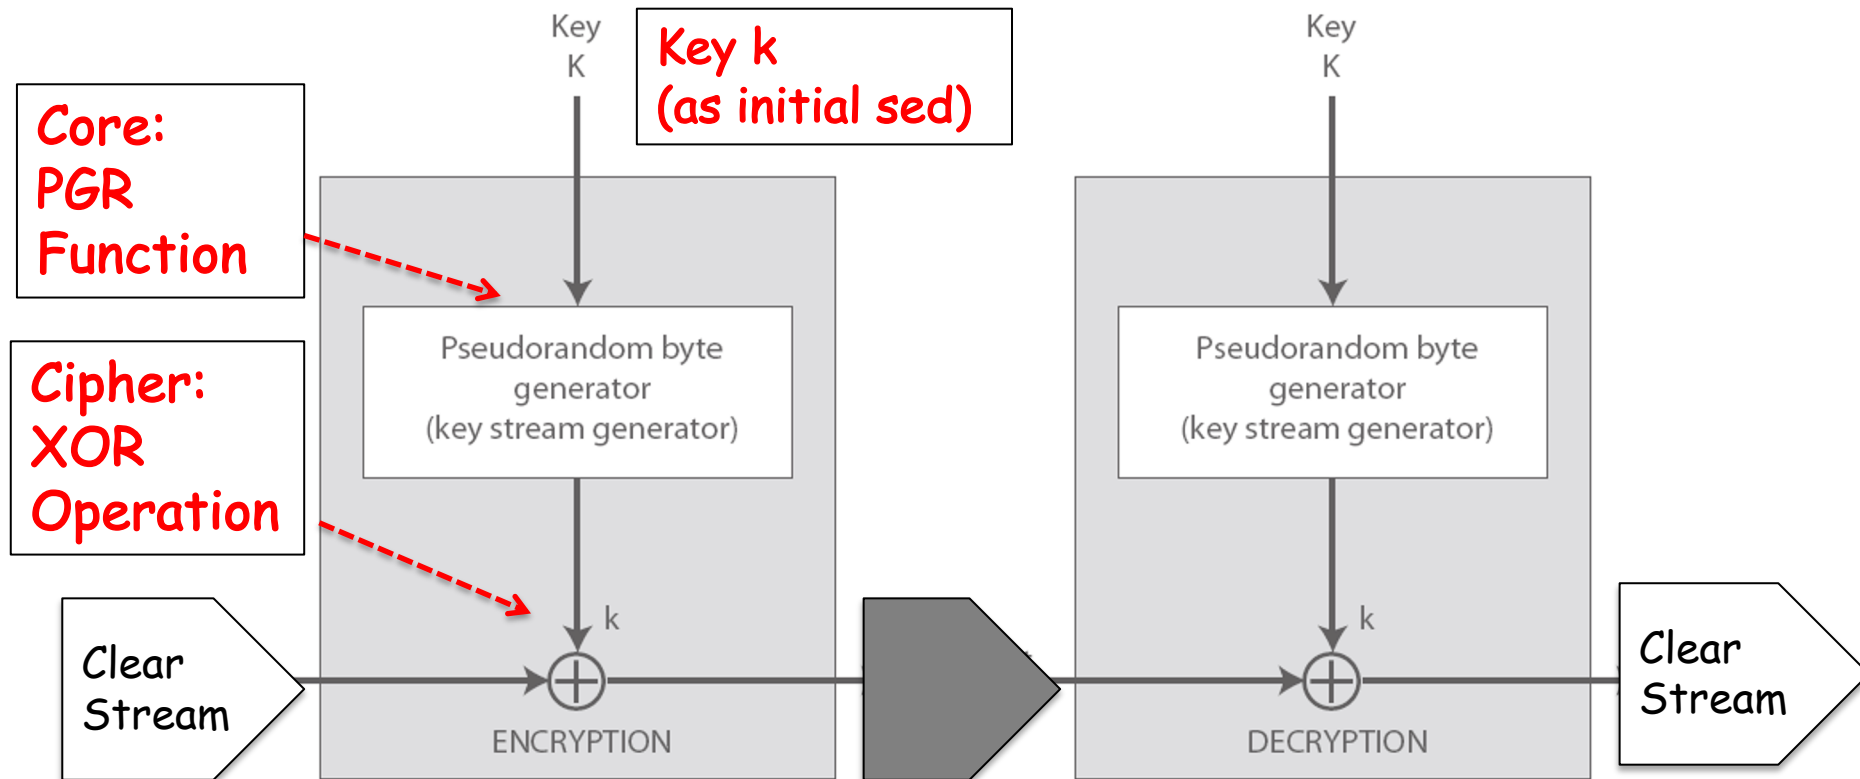 Key
K
Key k
(as initial sed)
Key
K
Core:
PGR
Function
Pseudorandom byte
generator
(key stream generator)
Pseudorandom byte
generator
(key stream generator)
Cipher:
XOR
Operation
k
k
Clear
Stream
Clear
Stream
ENCRYPTION
DECRYPTION